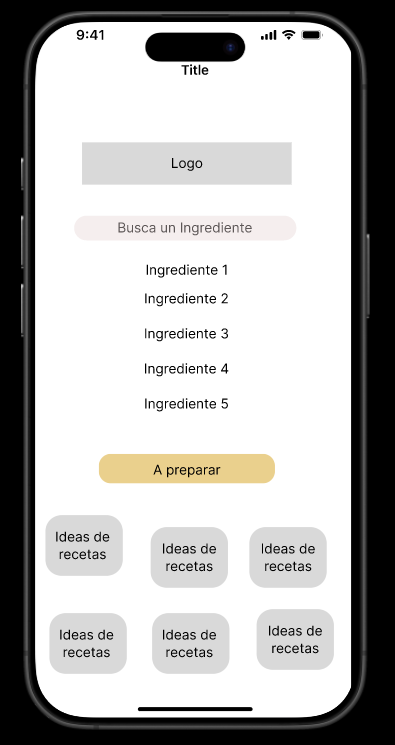 9:41
Title
Logo
Busca un Ingrediente
Ingrediente 1
Ingrediente 2
Ingrediente 3
Ingrediente 4
Ingrediente 5
A preparar
Ideas de
recetas
Ideas de
recetas
Ideas de
recetas
Ideas de
recetas
Ideas de
recetas
Ideas de
recetas